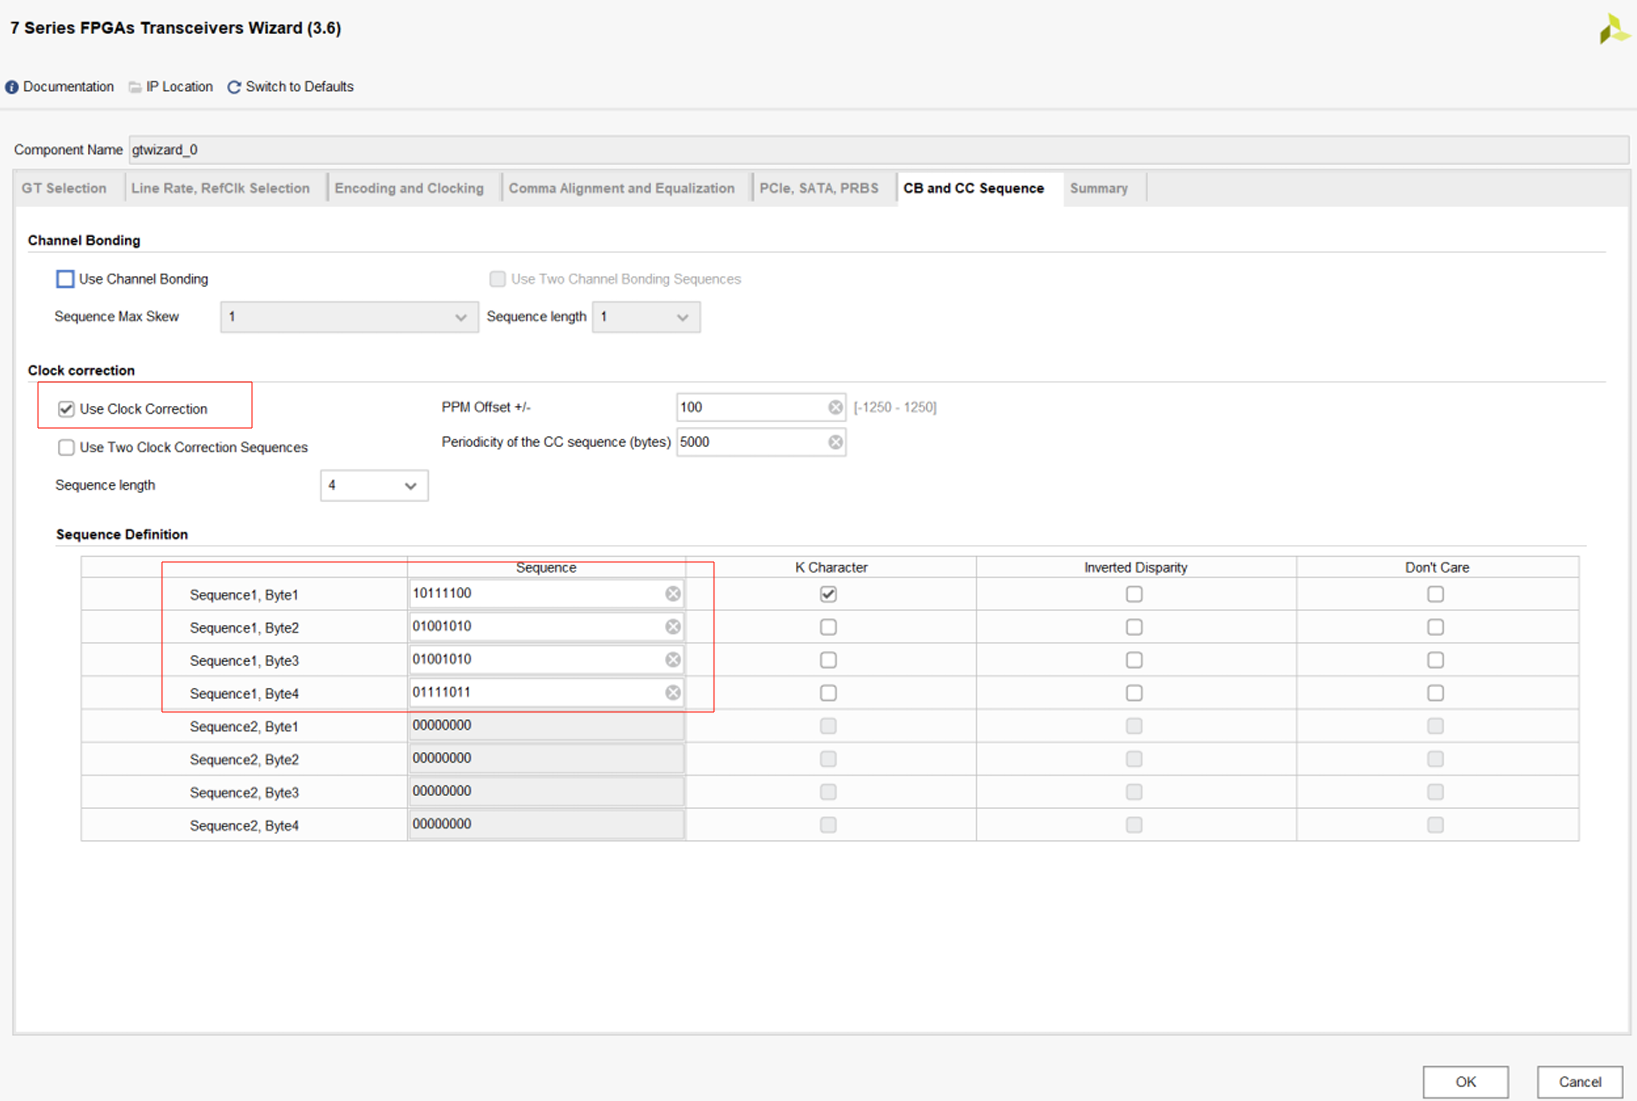 7 Series FPGAs Transceivers Wizard (3.6)
Documentation IP Location Switch to Defaults
Component Name gtwizard_0
GT Selection Line Rate, RefClk Selection Encoding and Clocking Comma Alignment and Equalization PCIe, SATA, PRBS CB and CC Sequence Summary
Channel Bonding
Use Channel Bonding Use Two Channel Bonding Sequences
Sequence Max Skew 1 Sequence length 1
Clock correction
Use Clock Correction PPM Offset +/- 100 [-1250 - 1250]
Use Two Clock Correction Sequences Periodicity of the CC sequence (bytes) 5000
Sequence length 4
Sequence Definition
Sequence K Character Inverted Disparity Don't Care
Sequence1, Byte1 10111100
Sequence1, Byte2 01001010
Sequence1, Byte3 01001010
Sequence1, Byte4 01111011
Sequence2, Byte1 00000000
Sequence2, Byte2 00000000
Sequence2, Byte3 00000000
Sequence2, Byte4 00000000
OK Cancel